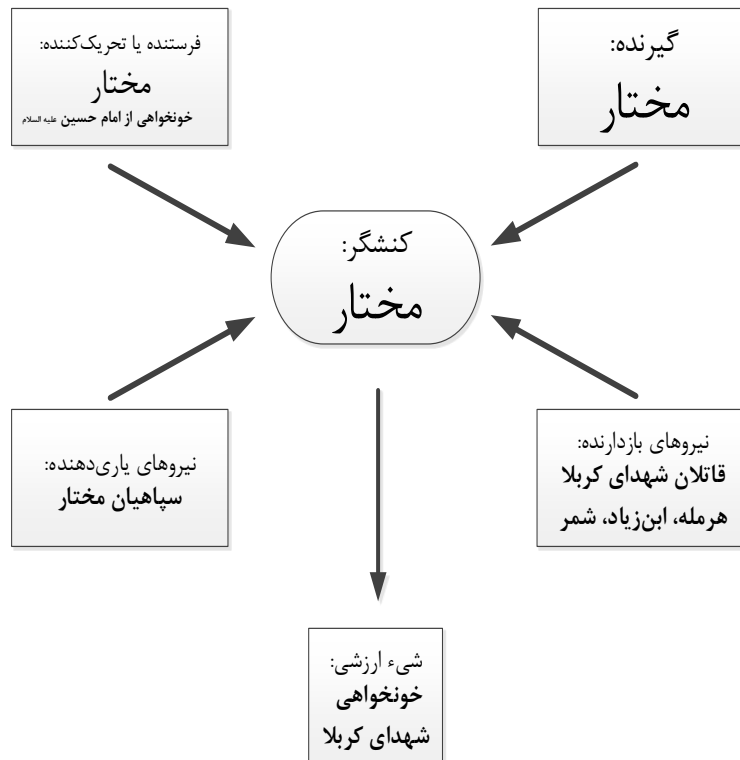 گیرنده:
مختار
فرستنده یا تحریک‌کننده:
مختار
خونخواهی از امام حسین علیه السلام
کنشگر:
مختار
نیروهای بازدارنده:
قاتلان شهدای کربلا
هرمله، ابن‌زیاد، شمر
نیروهای یاری‌دهنده:
سپاهیان مختار
شیء ارزشی:
خونخواهی
شهدای کربلا